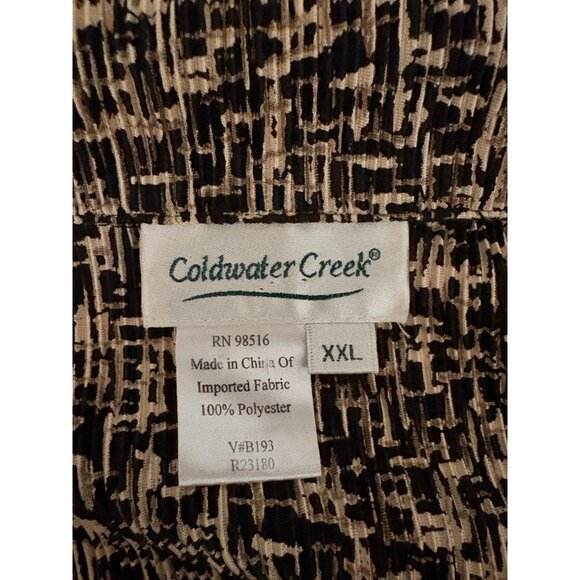 Coldwater Creek®
RN 98516
Made in China Of
Imported Fabric
100% Polyester
V#B193
R23180
XXL